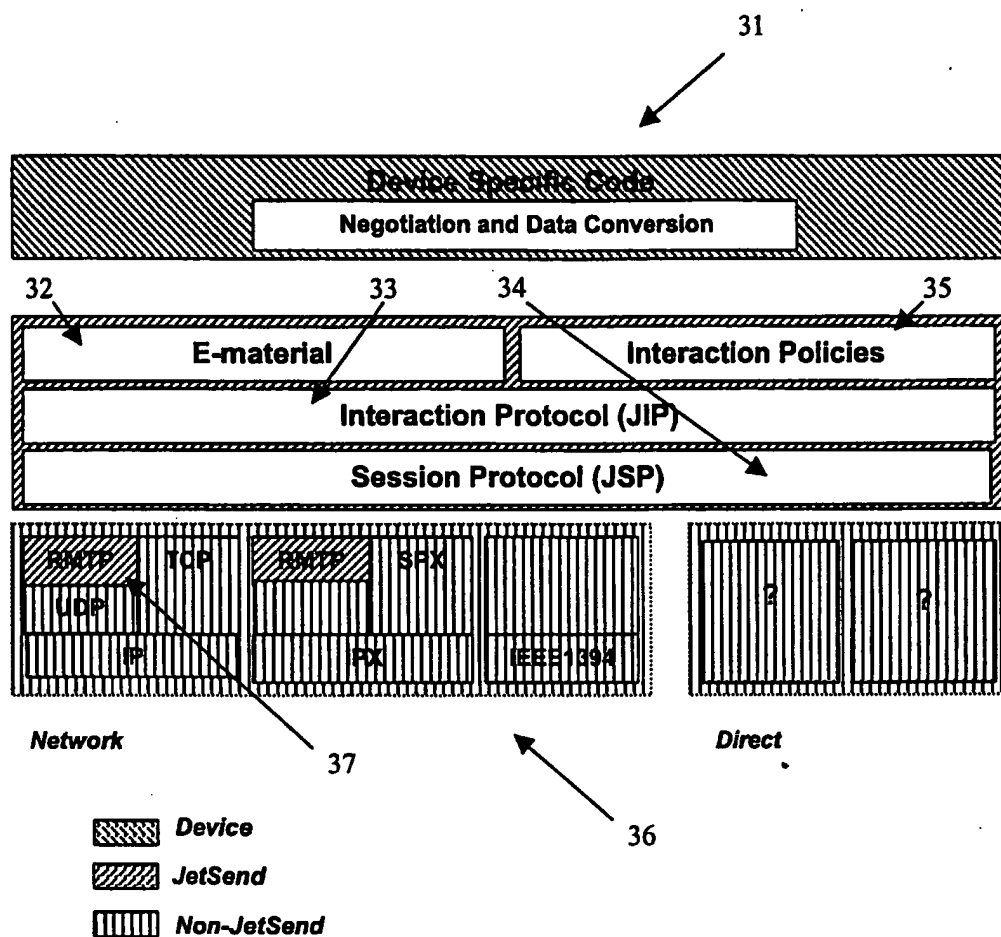 31
Device Specific Code
Negotiation and Data Conversion
32
33
34
35
E-material
Interaction Policies
Interaction Protocol (JIP)
Session Protocol (JSP)
RMTP
TCP
RMTP
SPX
?
?
UDP
IP
PX
IEEE1394
Network
37
36
Direct
Device
JetSend
Non-JetSend